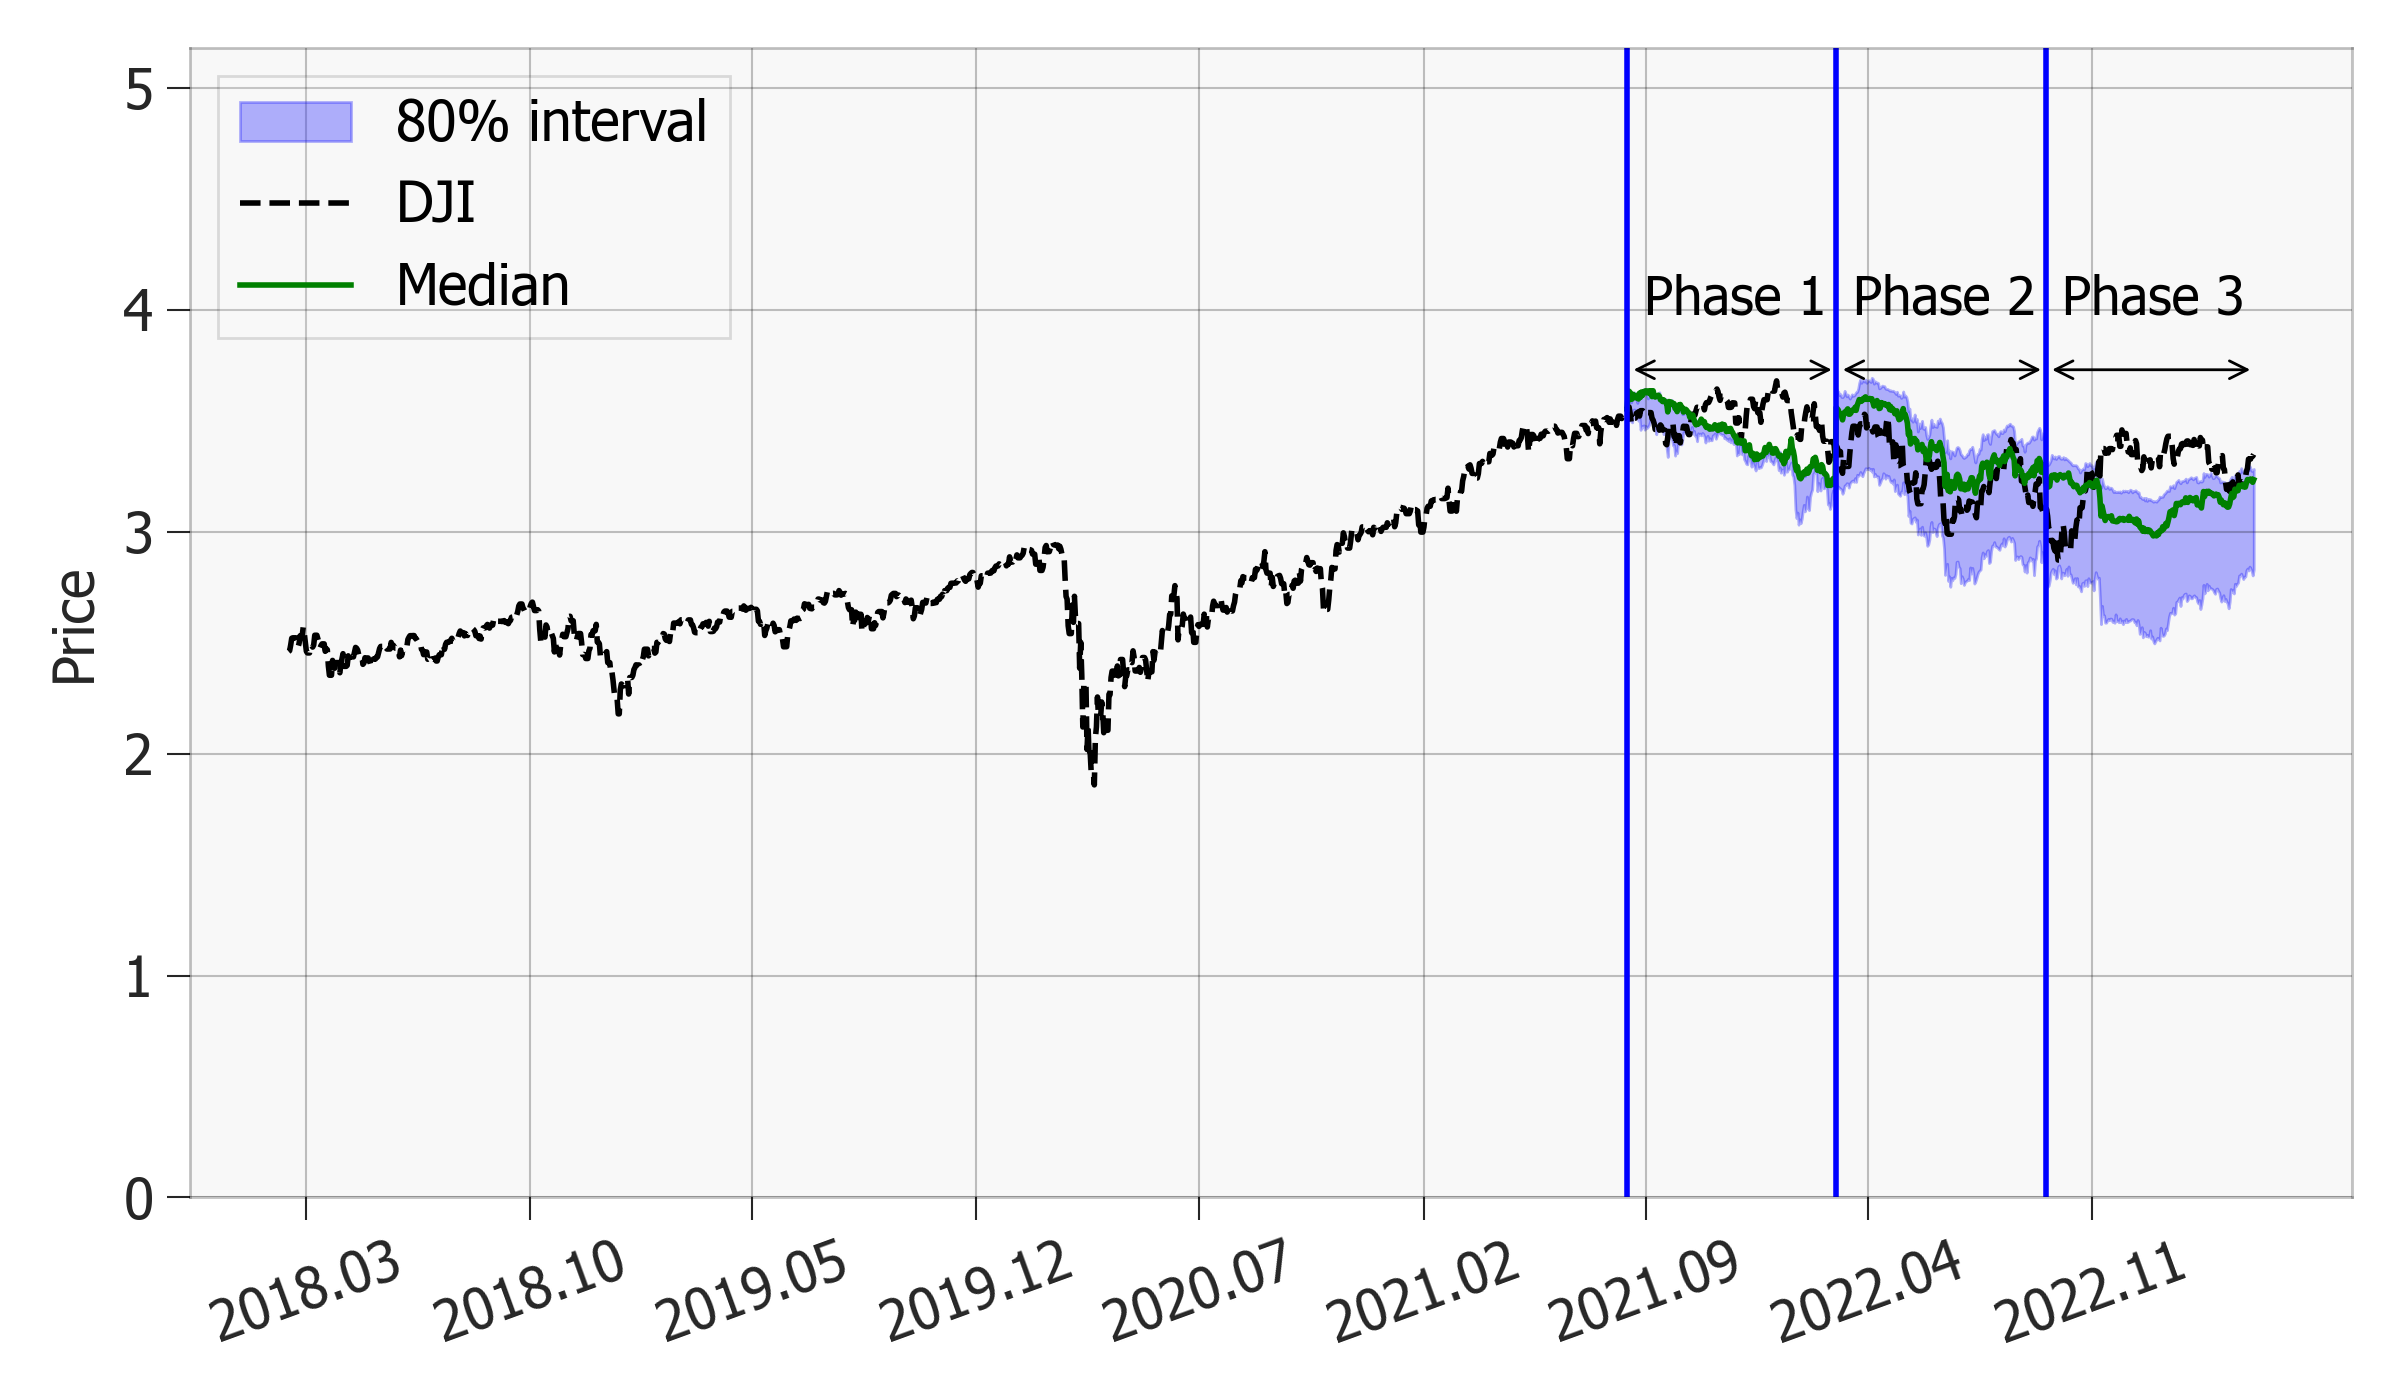 80% interval
DJI
Median
Phase 1
Phase 2
Phase 3
Price
5
4
3
2
1
0
2018.03
2018.10
2019.05
2019.12
2020.07
2021.02
2021.09
2022.04
2022.11